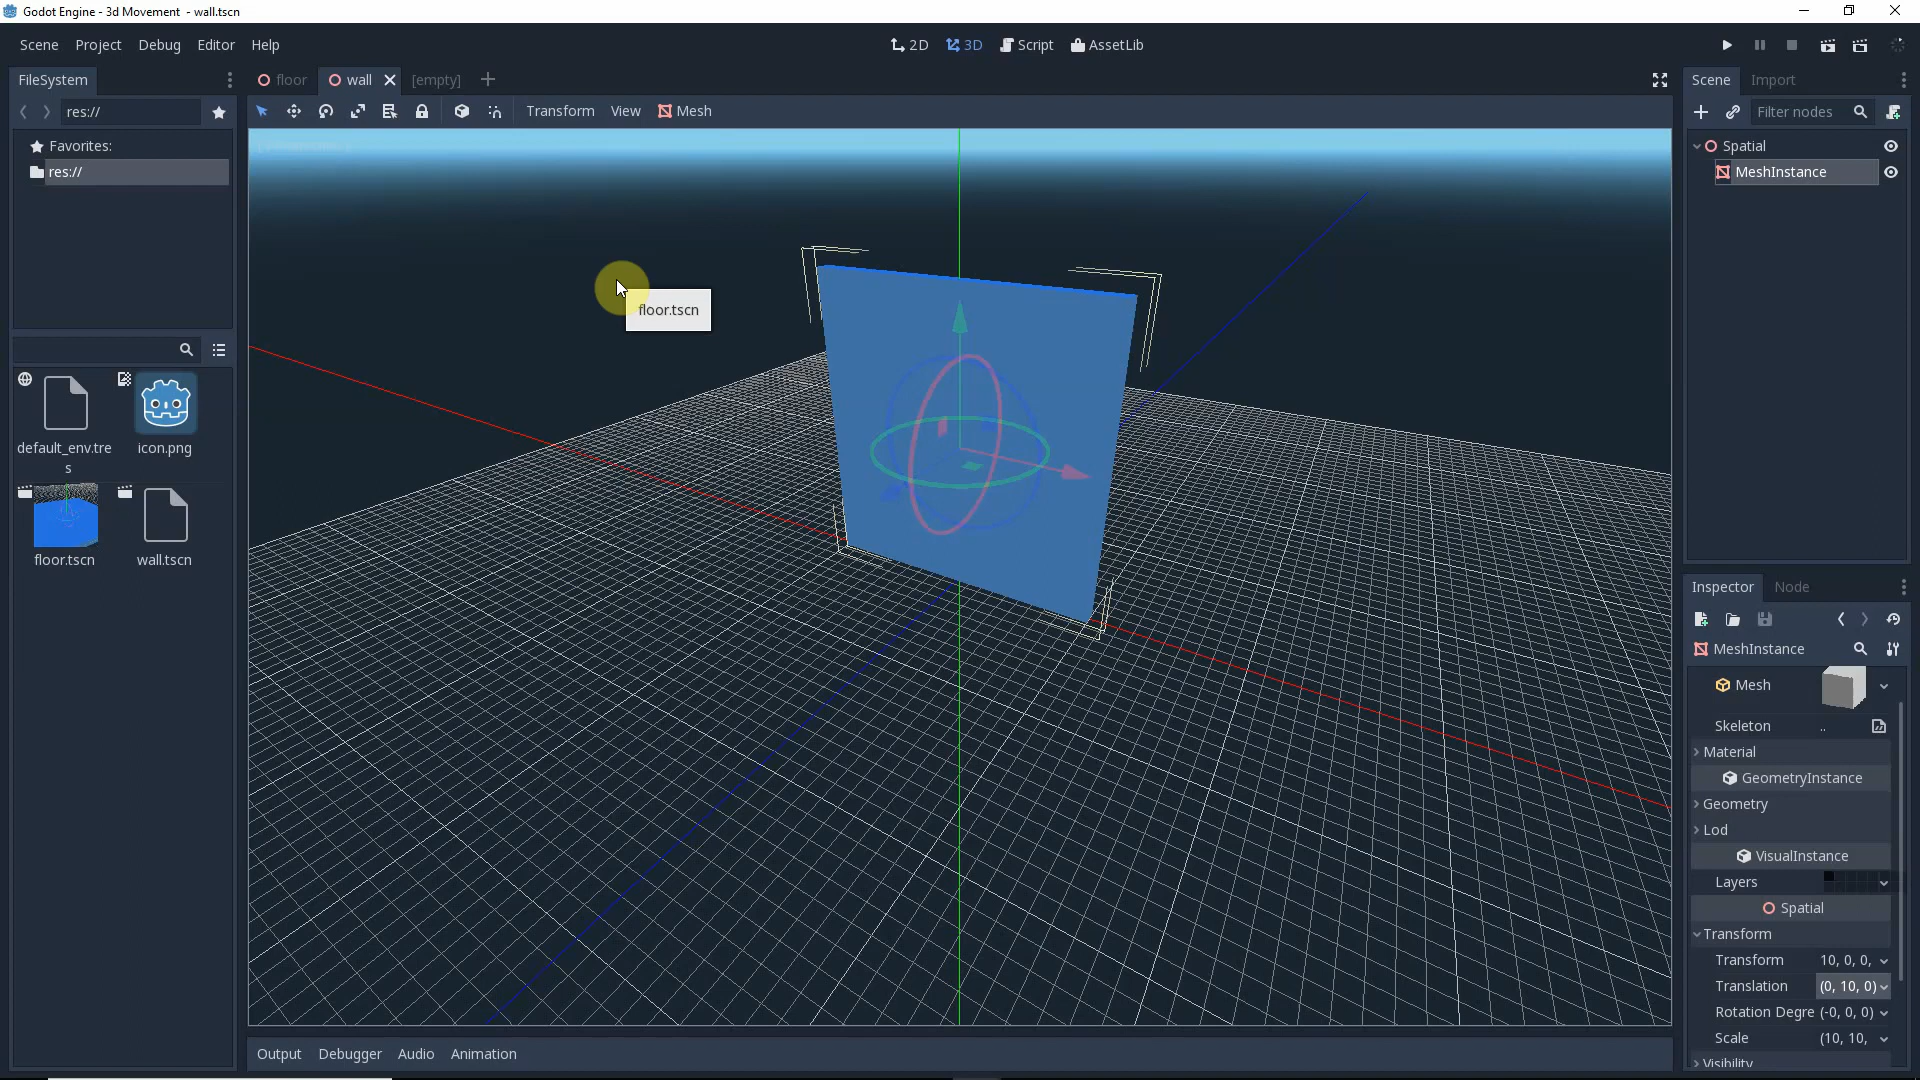 Godot Engine - 3d Movement - wall.tscn
Scene Project Debug Editor Help
2D 3D Script AssetLib
FileSystem
floor wall [empty]
Scene Import
res://
Transform View Mesh
Filter nodes
Favorites:
res://
Spatial
MeshInstance
floor.tscn
default_env.tre
s
icon.png
floor.tscn
wall.tscn
Inspector Node
MeshInstance
Mesh
Skeleton ..
Material
GeometryInstance
Geometry
Lod
VisualInstance
Layers
Spatial
Transform
Transform 10, 0, 0,
Translation (0, 10, 0)
Rotation Degre (-0, 0, 0)
Scale (10, 10,
Visibility
Output Debugger Audio Animation